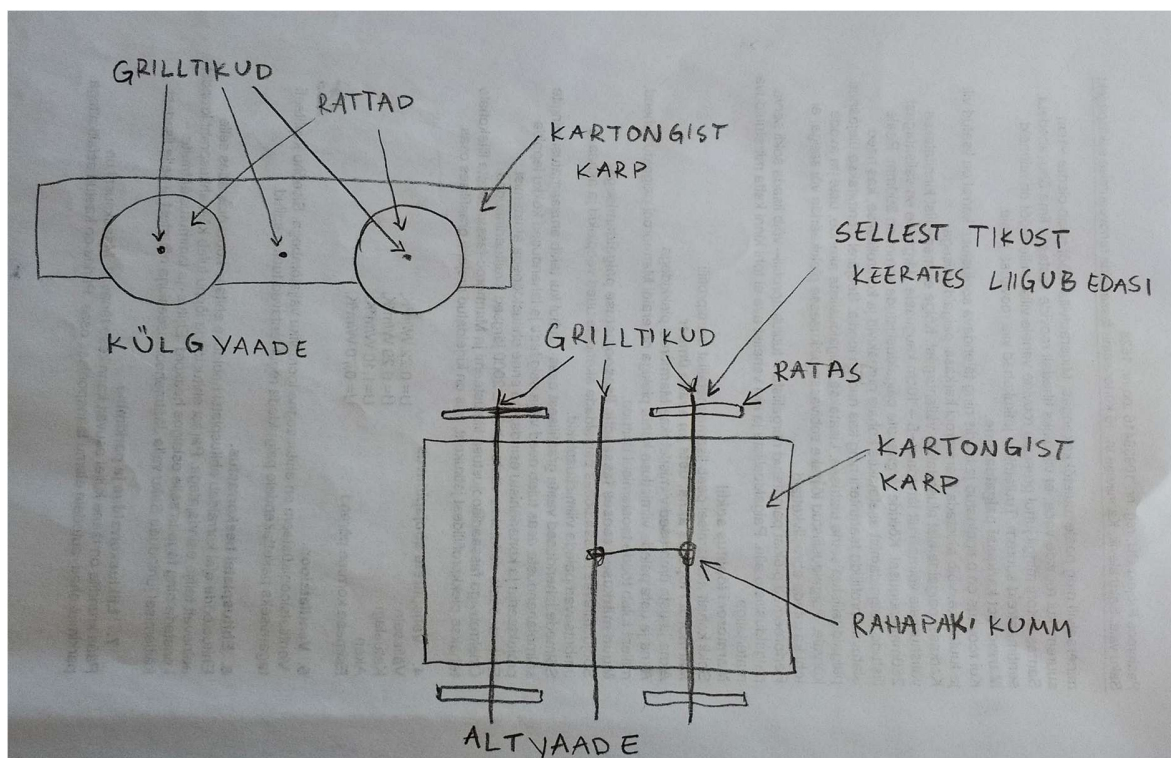 GRILLTIKUD
RATTAD
KARTONGIST
KARP
KÜLGVAADE
SELLEST TIKUST
KEERATES LIIGUB EDASI
GRILLTIKUD
RATAS
KARTONGIST
KARP
RAHAPAKI KUMM
ALTVAADE